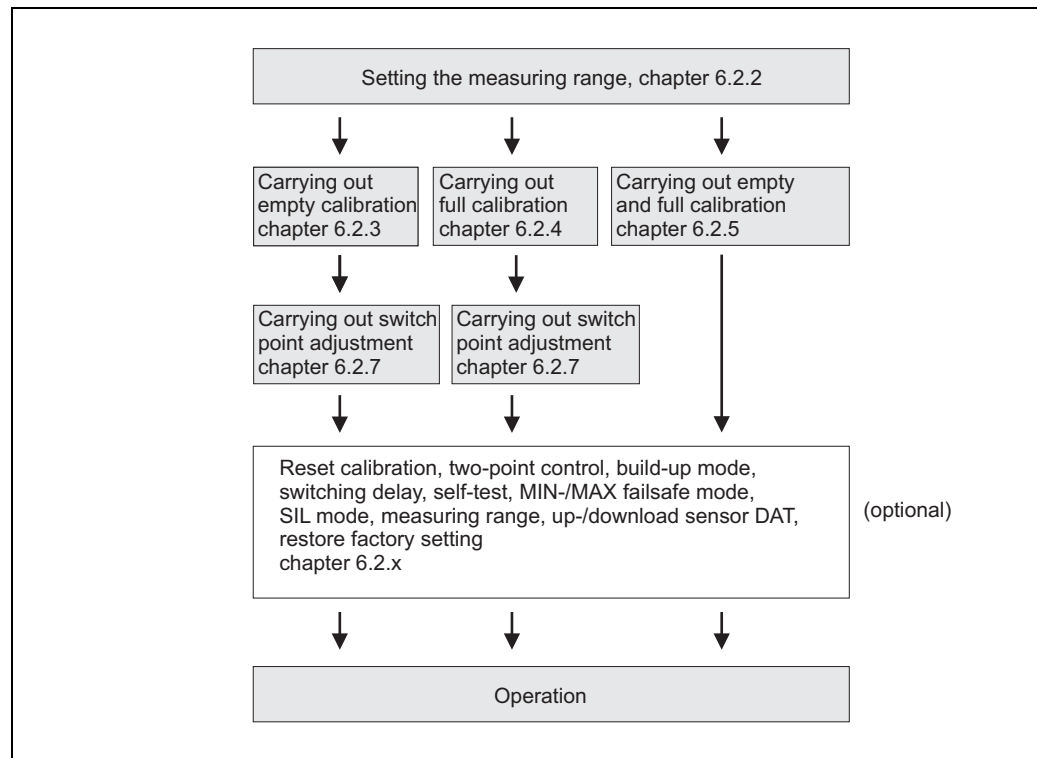 Setting the measuring range, chapter 6.2.2
Carrying out
empty calibration
chapter 6.2.3
Carrying out
full calibration
chapter 6.2.4
Carrying out empty
and full calibration
chapter 6.2.5
Carrying out switch
point adjustment
chapter 6.2.7
Carrying out switch
point adjustment
chapter 6.2.7
Reset calibration, two-point control, build-up mode,
switching delay, self-test, MIN-/MAX failsafe mode,
SIL mode, measuring range, up-/download sensor DAT,
restore factory setting
chapter 6.2.x
(optional)
Operation